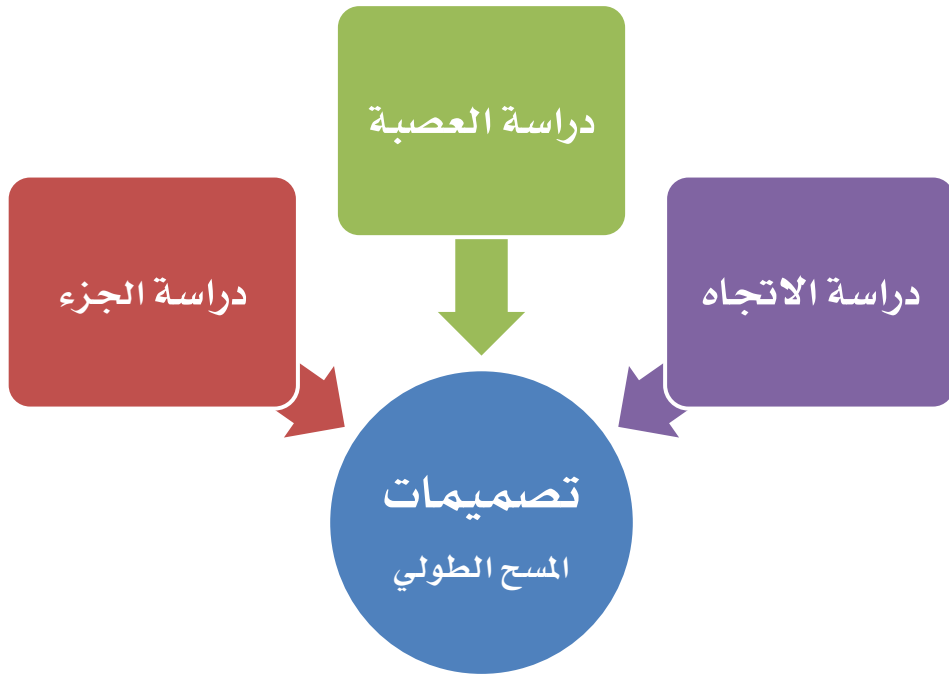 دراسة العصبة
دراسة الاتجاه
دراسة الجزء
تصميمات
المسح الطولي